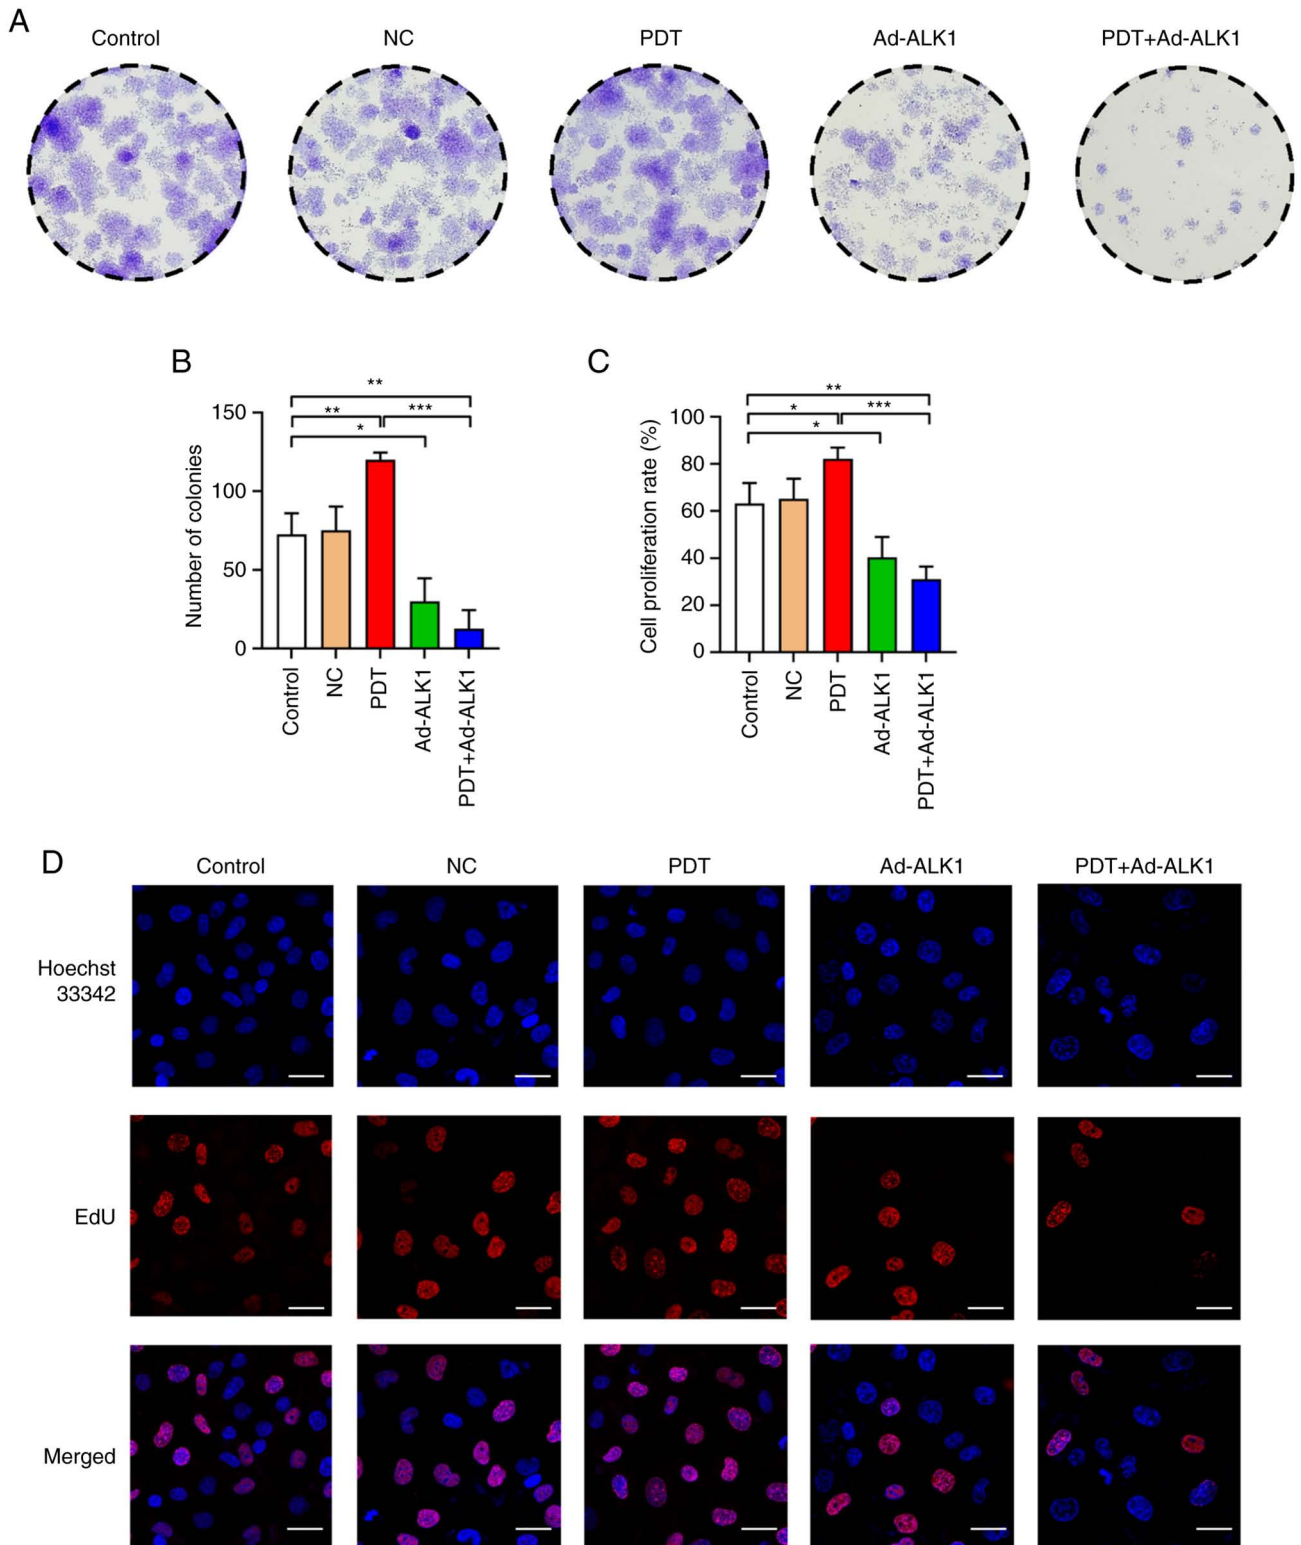 A
Control NC PDT Ad-ALK1 PDT+Ad-ALK1
B
**
** ***
*
150
100
50
0
Number of colonies
Control
NC
PDT
Ad-ALK1
PDT+Ad-ALK1
C
**
* ***
*
100
80
60
40
20
0
Cell proliferation rate (%)
Control
NC
PDT
Ad-ALK1
PDT+Ad-ALK1
D
Control NC PDT Ad-ALK1 PDT+Ad-ALK1
Hoechst
33342
EdU
Merged